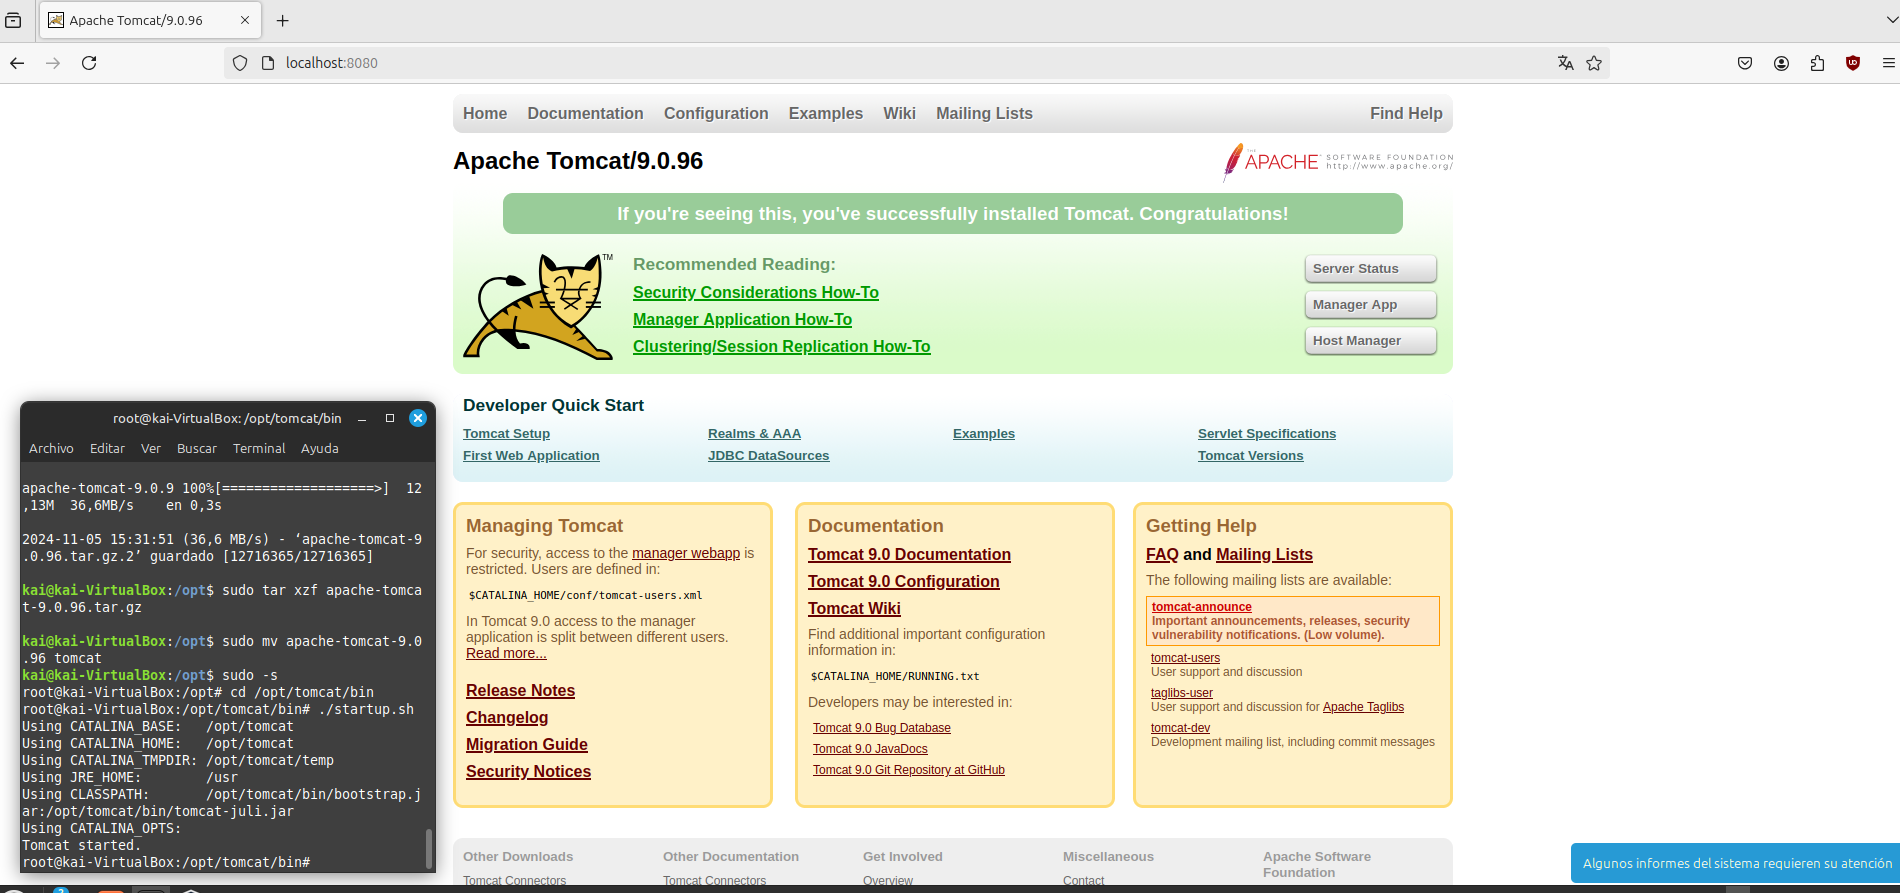 Apache Tomcat/9.0.96
localhost:8080
Home Documentation Configuration Examples Wiki Mailing Lists Find Help
Apache Tomcat/9.0.96
THE APACHE SOFTWARE FOUNDATION
http://www.apache.org/
If you're seeing this, you've successfully installed Tomcat. Congratulations!
TM
Recommended Reading:
Security Considerations How-To
Manager Application How-To
Clustering/Session Replication How-To
Server Status
Manager App
Host Manager
Developer Quick Start
Tomcat Setup
First Web Application
Realms & AAA
JDBC DataSources
Examples
Servlet Specifications
Tomcat Versions
Managing Tomcat
For security, access to the manager webapp is
restricted. Users are defined in:
$CATALINA_HOME/conf/tomcat-users.xml
In Tomcat 9.0 access to the manager
application is split between different users.
Read more...
Release Notes
Changelog
Migration Guide
Security Notices
Documentation
Tomcat 9.0 Documentation
Tomcat 9.0 Configuration
Tomcat Wiki
Find additional important configuration
information in:
$CATALINA_HOME/RUNNING.txt
Developers may be interested in:
Tomcat 9.0 Bug Database
Tomcat 9.0 JavaDocs
Tomcat 9.0 Git Repository at GitHub
Getting Help
FAQ and Mailing Lists
The following mailing lists are available:
tomcat-announce
Important announcements, releases, security
vulnerability notifications. (Low volume).
tomcat-users
User support and discussion
taglibs-user
User support and discussion for Apache Taglibs
tomcat-dev
Development mailing list, including commit messages
Other Downloads
Tomcat Connectors
Other Documentation
Tomcat Connectors
Get Involved
Overview
Miscellaneous
Contact
Apache Software
Foundation
root@kai-VirtualBox: /opt/tomcat/bin
Archivo Editar Ver Buscar Terminal Ayuda
apache-tomcat-9.0.9 100%[===================>]  12
,13M  36,6MB/s    en 0,3s
2024-11-05 15:31:51 (36,6 MB/s) - ‘apache-tomcat-9
.0.96.tar.gz.2’ guardado [12716365/12716365]
kai@kai-VirtualBox:/opt$ sudo tar xzf apache-tomca
t-9.0.96.tar.gz
kai@kai-VirtualBox:/opt$ sudo mv apache-tomcat-9.0
.96 tomcat
kai@kai-VirtualBox:/opt$ sudo -s
root@kai-VirtualBox:/opt# cd /opt/tomcat/bin
root@kai-VirtualBox:/opt/tomcat/bin# ./startup.sh
Using CATALINA_BASE:   /opt/tomcat
Using CATALINA_HOME:   /opt/tomcat
Using CATALINA_TMPDIR: /opt/tomcat/temp
Using JRE_HOME:        /usr
Using CLASSPATH:       /opt/tomcat/bin/bootstrap.j
ar:/opt/tomcat/bin/tomcat-juli.jar
Using CATALINA_OPTS:
Tomcat started.
root@kai-VirtualBox:/opt/tomcat/bin#
Algunos informes del sistema requieren su atención
2